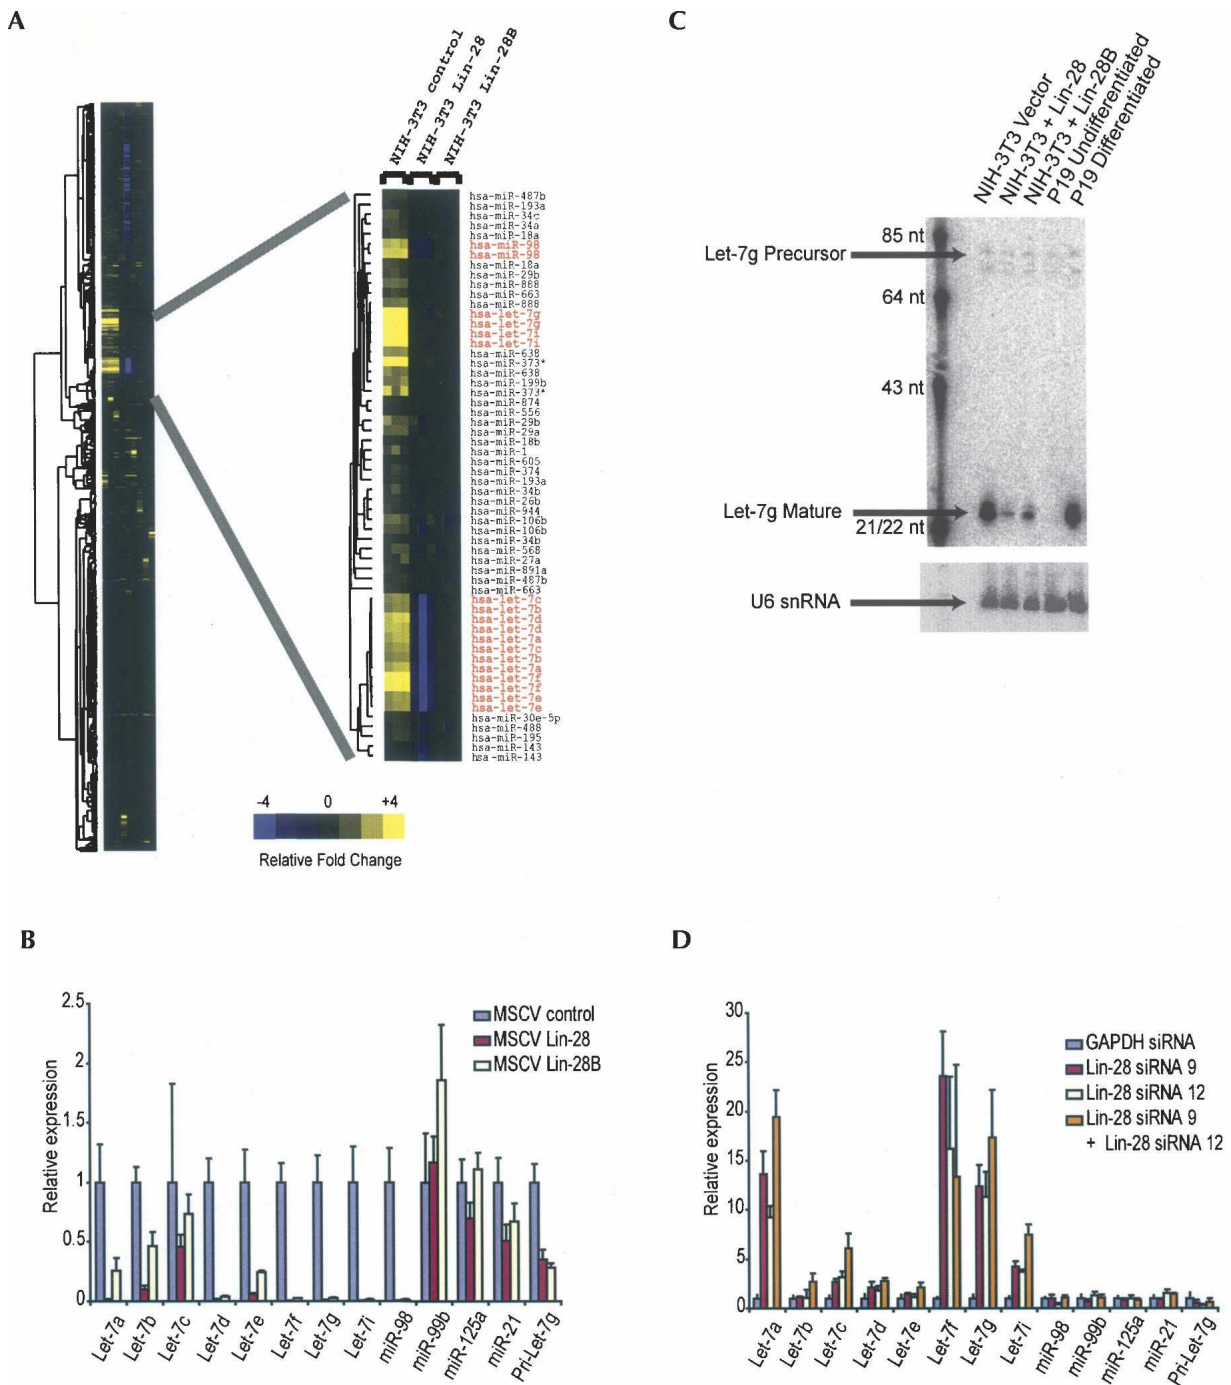 A
NIH-3T3 control
NIH-3T3 Lin-28
NIH-3T3 Lin-28B
hsa-miR-487b
hsa-miR-193a
hsa-miR-34c
hsa-miR-34a
hsa-miR-18a
hsa-miR-98
hsa-miR-98
hsa-miR-18a
hsa-miR-29b
hsa-miR-888
hsa-miR-663
hsa-miR-888
hsa-let-7g
hsa-let-7g
hsa-let-7i
hsa-let-7i
hsa-miR-638
hsa-miR-373*
hsa-miR-638
hsa-miR-199b
hsa-miR-373*
hsa-miR-874
hsa-miR-556
hsa-miR-29b
hsa-miR-29a
hsa-miR-18b
hsa-miR-1
hsa-miR-605
hsa-miR-374
hsa-miR-193a
hsa-miR-34b
hsa-miR-26b
hsa-miR-944
hsa-miR-106b
hsa-miR-106b
hsa-miR-34b
hsa-miR-568
hsa-miR-27a
hsa-miR-891a
hsa-miR-487b
hsa-miR-663
hsa-let-7c
hsa-let-7b
hsa-let-7d
hsa-let-7d
hsa-let-7a
hsa-let-7c
hsa-let-7b
hsa-let-7a
hsa-let-7f
hsa-let-7f
hsa-let-7e
hsa-let-7e
hsa-miR-30e-5p
hsa-miR-488
hsa-miR-195
hsa-miR-143
hsa-miR-143
-4 0 +4
Relative Fold Change
C
NIH-3T3 Vector
NIH-3T3 + Lin-28
NIH-3T3 + Lin-28B
P19 Undifferentiated
P19 Differentiated
85 nt
Let-7g Precursor
64 nt
43 nt
Let-7g Mature
21/22 nt
U6 snRNA
B
Relative expression
2.5
2
1.5
1
0.5
0
MSCV control
MSCV Lin-28
MSCV Lin-28B
Let-7a
Let-7b
Let-7c
Let-7d
Let-7e
Let-7f
Let-7g
Let-7i
miR-98
miR-99b
miR-125a
miR-21
Pri-Let-7g
D
Relative expression
30
25
20
15
10
5
0
GAPDH siRNA
Lin-28 siRNA 9
Lin-28 siRNA 12
Lin-28 siRNA 9
+ Lin-28 siRNA 12
Let-7a
Let-7b
Let-7c
Let-7d
Let-7e
Let-7f
Let-7g
Let-7i
miR-98
miR-99b
miR-125a
miR-21
Pri-Let-7g